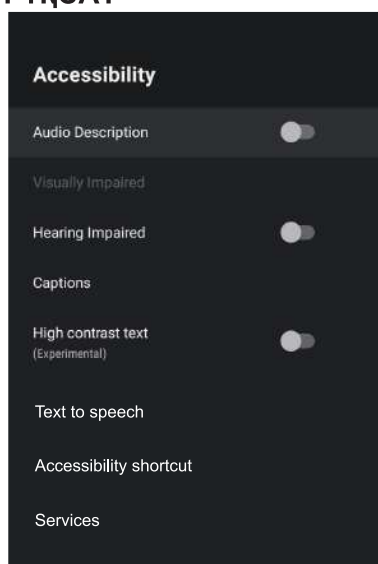 Accessibility
Audio Description
Visually Impaired
Hearing Impaired
Captions
High contrast text
(Experimental)
Text to speech
Accessibility shortcut
Services